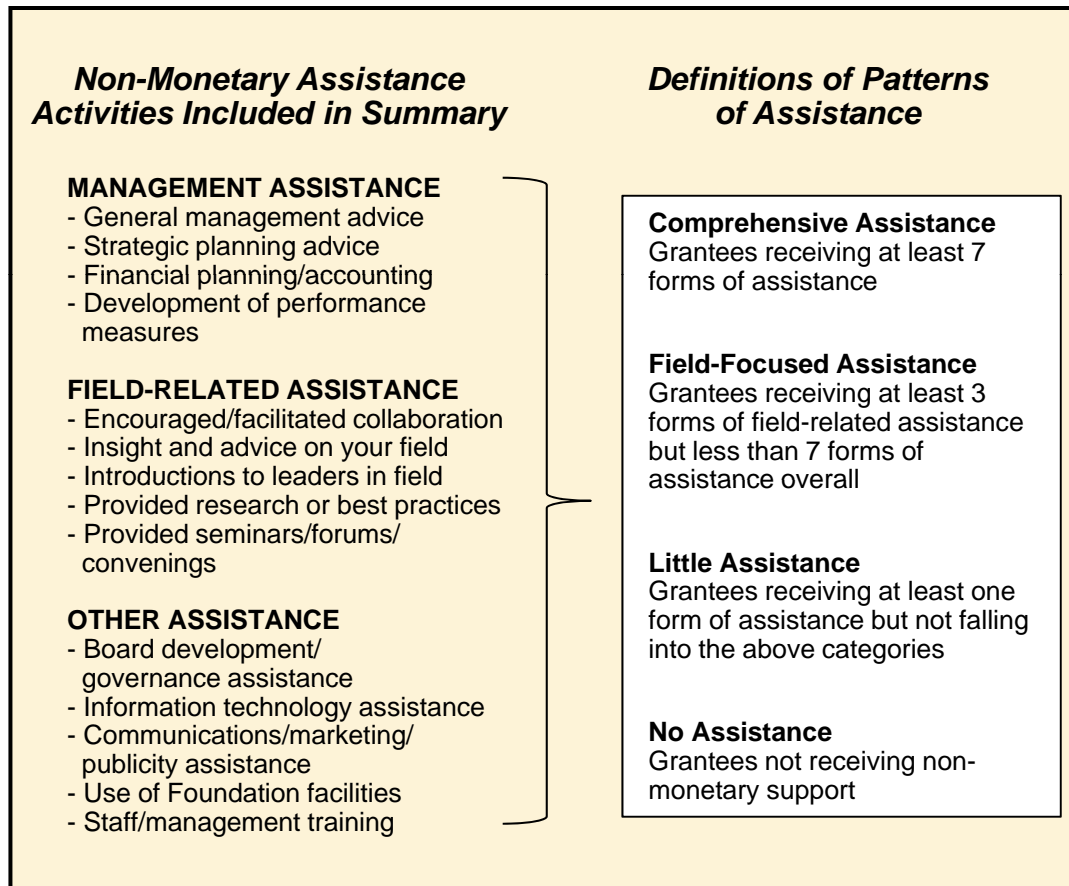 Non-Monetary Assistance
Activities Included in Summary
MANAGEMENT ASSISTANCE
- General management advice
- Strategic planning advice
- Financial planning/accounting
- Development of performance
measures
FIELD-RELATED ASSISTANCE
- Encouraged/facilitated collaboration
- Insight and advice on your field
- Introductions to leaders in field
- Provided research or best practices
- Provided seminars/forums/
convenings
OTHER ASSISTANCE
- Board development/
governance assistance
- Information technology assistance
- Communications/marketing/
publicity assistance
- Use of Foundation facilities
- Staff/management training
Definitions of Patterns
of Assistance
Comprehensive Assistance
Grantees receiving at least 7
forms of assistance
Field-Focused Assistance
Grantees receiving at least 3
forms of field-related assistance
but less than 7 forms of
assistance overall
Little Assistance
Grantees receiving at least one
form of assistance but not falling
into the above categories
No Assistance
Grantees not receiving non-
monetary support